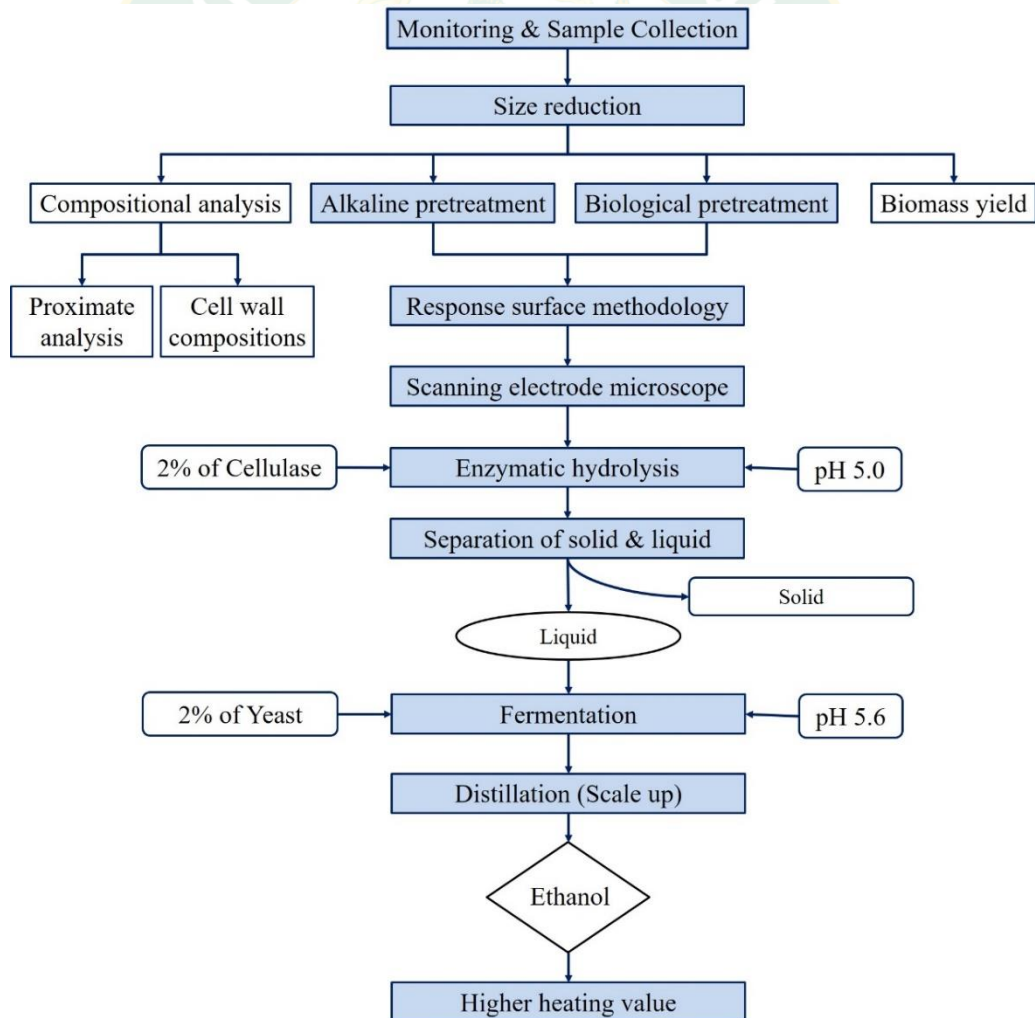 Monitoring & Sample Collection
Size reduction
Compositional analysis
Alkaline pretreatment
Biological pretreatment
Biomass yield
Proximate
analysis
Cell wall
compositions
Response surface methodology
Scanning electrode microscope
2% of Cellulase
Enzymatic hydrolysis
pH 5.0
Separation of solid & liquid
Solid
Liquid
2% of Yeast
Fermentation
pH 5.6
Distillation (Scale up)
Ethanol
Higher heating value